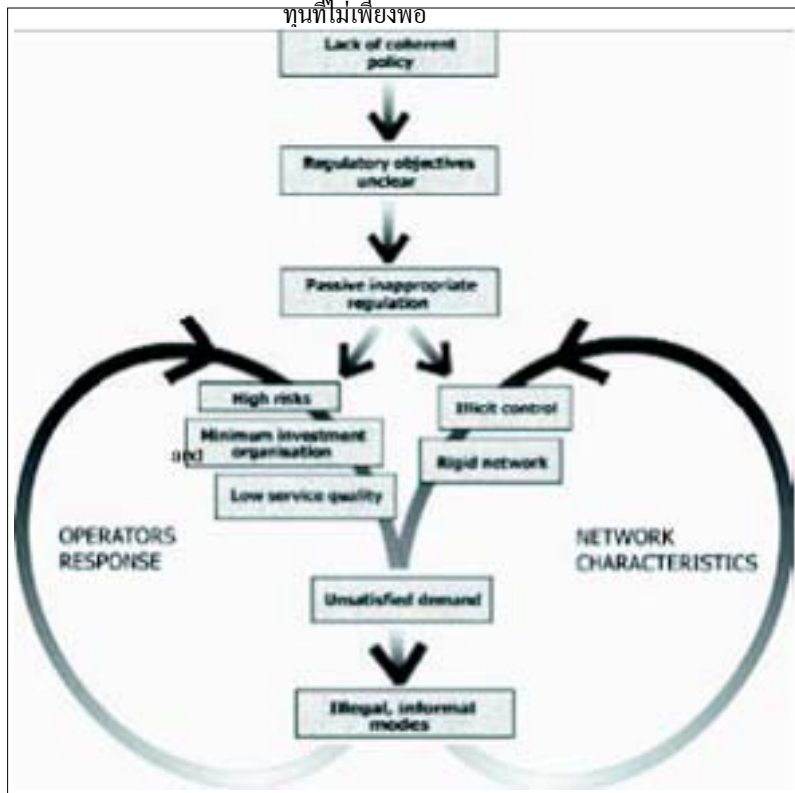 ทุนที่ไม่เพียงพอ
Lack of coherent
policy
Regulatory objectives
unclear
Passive inappropriate
regulation
High risks
Illicit control
Minimum investment
and organisation
Rigid network
Low service quality
OPERATORS
RESPONSE
NETWORK
CHARACTERISTICS
Unsatisfied demand
Illegal, informal
modes